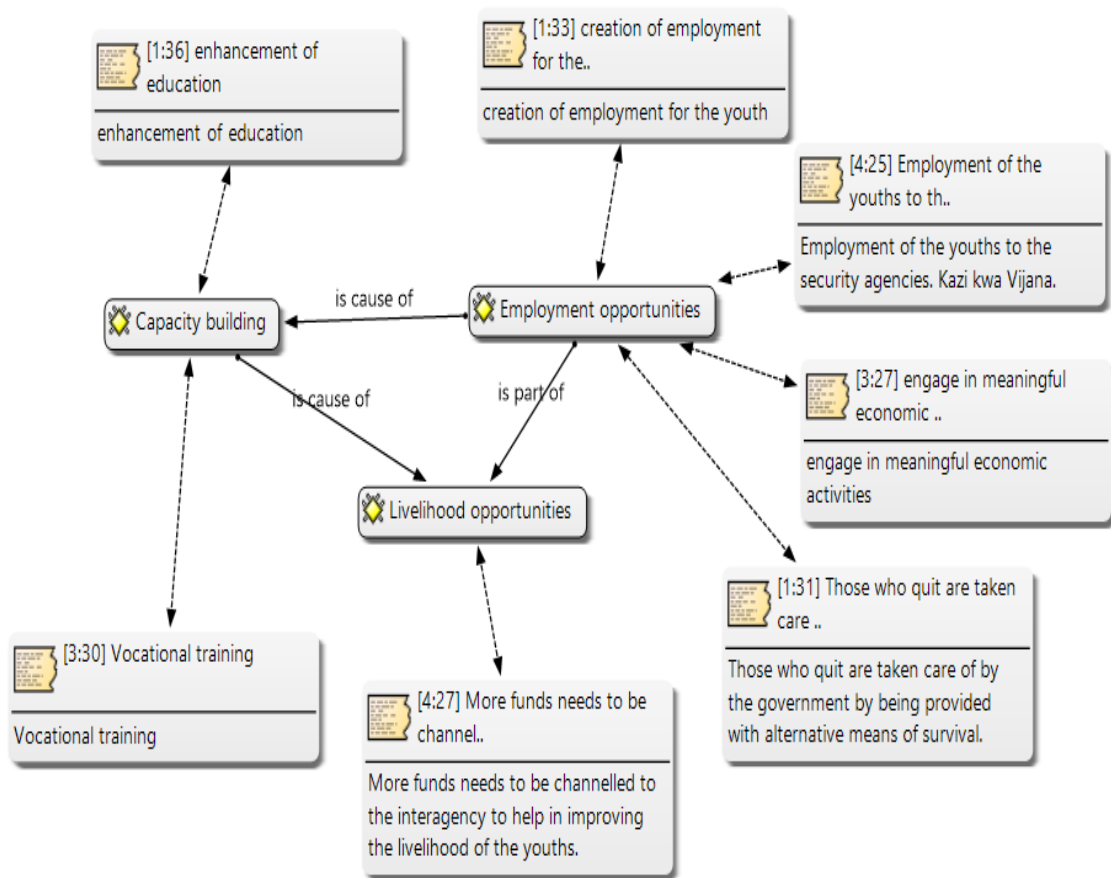 [1:36] enhancement of
education
enhancement of education
[1:33] creation of employment
for the..
creation of employment for the youth
[4:25] Employment of the
youths to th..
Employment of the youths to the
security agencies. Kazi kwa Vijana.
is cause of
Capacity building
Employment opportunities
is cause of
is part of
[3:27] engage in meaningful
economic ..
engage in meaningful economic
activities
Livelihood opportunities
[1:31] Those who quit are taken
care ..
Those who quit are taken care of by
the government by being provided
with alternative means of survival.
[3:30] Vocational training
Vocational training
[4:27] More funds needs to be
channel..
More funds needs to be channelled to
the interagency to help in improving
the livelihood of the youths.